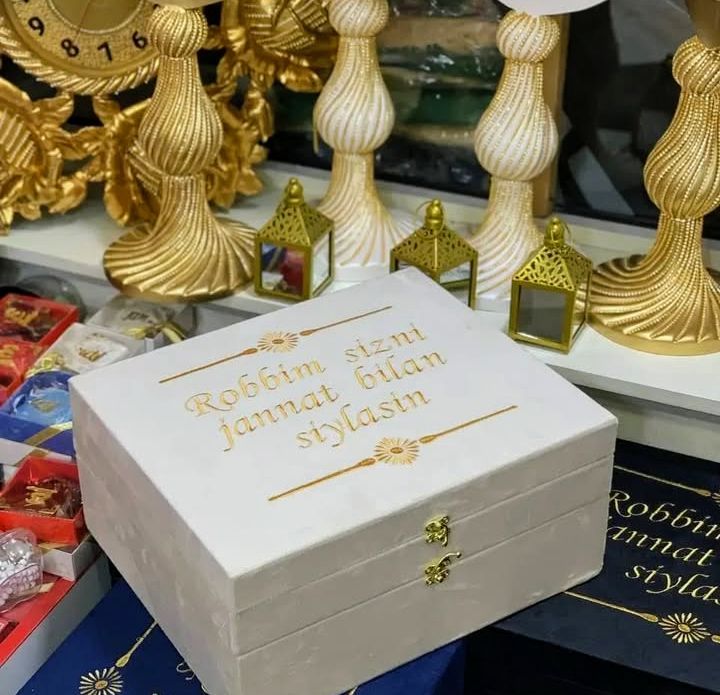 9
8
7
6
Robbim sizni
jannat bilan
siylasin
Robbim
jannat